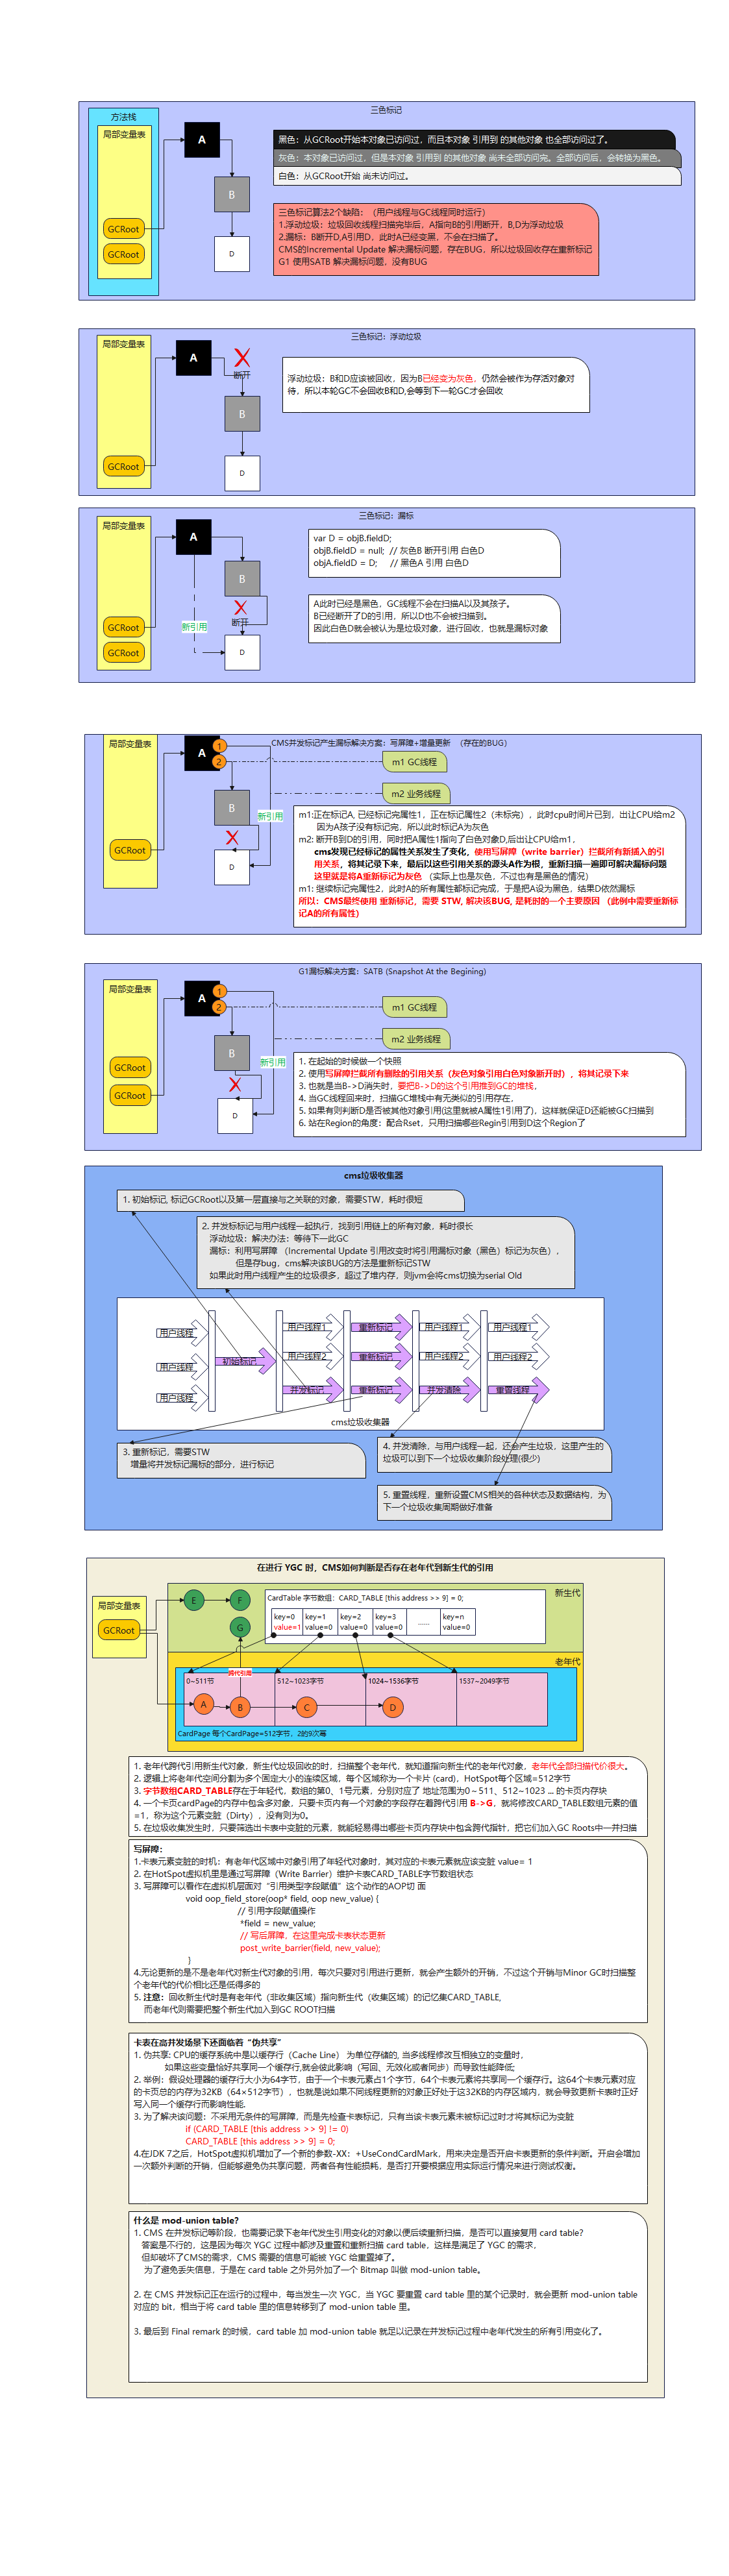 三色标记
方法栈
局部变量表
GCRoot
GCRoot
A
B
D
黑色：从GCRoot开始本对象已访问过，而且本对象 引用到 的其他对象 也全部访问过了。
灰色：本对象已访问过，但是本对象 引用到 的其他对象 尚未全部访问完。全部访问后，会转换为黑色。
白色：从GCRoot开始 尚未访问过。
三色标记算法2个缺陷：（用户线程与GC线程同时运行）
1.浮动垃圾：垃圾回收线程扫描完毕后，A指向B的引用断开，B,D为浮动垃圾
2.漏标：B断开D,A引用D，此时A已经变黑，不会在扫描了。
CMS的Incremental Update 解决漏标问题，存在BUG，所以垃圾回收存在重新标记
G1 使用SATB 解决漏标问题，没有BUG
三色标记：浮动垃圾
局部变量表
GCRoot
A
断开
B
D
浮动垃圾：B和D应该被回收，因为B已经变为灰色，仍然会被作为存活对象对
待，所以本轮GC不会回收B和D,会等到下一轮GC才会回收
三色标记：漏标
局部变量表
GCRoot
GCRoot
A
B
断开
新引用
D
var D = objB.fieldD;
objB.fieldD = null; // 灰色B 断开引用 白色D
objA.fieldD = D; // 黑色A 引用 白色D
A此时已经是黑色，GC线程不会在扫描A以及其孩子。
B已经断开了D的引用，所以D也不会被扫描到。
因此白色D就会被认为是垃圾对象，进行回收，也就是漏标对象
CMS并发标记产生漏标解决方案：写屏障+增量更新 （存在的BUG）
局部变量表
GCRoot
A
1
2
B
新引用
D
m1 GC线程
m2 业务线程
m1:正在标记A, 已经标记完属性1，正在标记属性2（未标完），此时cpu时间片已到，出让CPU给m2
因为A孩子没有标记完，所以此时标记A为灰色
m2: 断开B到D的引用，同时把A属性1指向了白色对象D,后出让CPU给m1，
cms发现已经标记的属性关系发生了变化，使用写屏障（write barrier）拦截所有新插入的引
用关系，将其记录下来，最后以这些引用关系的源头A作为根，重新扫描一遍即可解决漏标问题
这里就是将A重新标记为灰色 （实际上也是灰色，不过也有是黑色的情况）
m1: 继续标记完属性2，此时A的所有属性都标记完成，于是把A设为黑色，结果D依然漏标
所以：CMS最终使用 重新标记，需要 STW, 解决该BUG, 是耗时的一个主要原因 （此例中需要重新标
记A的所有属性）
G1漏标解决方案：SATB (Snapshot At the Begining)
局部变量表
GCRoot
GCRoot
A
1
2
B
新引用
D
m1 GC线程
m2 业务线程
1. 在起始的时候做一个快照
2. 使用写屏障拦截所有删除的引用关系（灰色对象引用白色对象断开时），将其记录下来
3. 也就是当B->D消失时，要把B->D的这个引用推到GC的堆栈，
4. 当GC线程回来时，扫描GC堆栈中有无类似的引用存在，
5. 如果有则判断D是否被其他对象引用(这里就被A属性1引用了)，这样就保证D还能被GC扫描到
6. 站在Region的角度：配合Rset，只用扫描哪些Regin引用到D这个Region了
cms垃圾收集器
1. 初始标记, 标记GCRoot以及第一层直接与之关联的对象，需要STW，耗时很短
2. 并发标标记与用户线程一起执行，找到引用链上的所有对象，耗时很长
浮动垃圾：解决办法：等待下一此GC
漏标：利用写屏障 （Incremental Update 引用改变时将引用漏标对象（黑色）标记为灰色），
但是存bug，cms解决该BUG的方法是重新标记STW
如果此时用户线程产生的垃圾很多，超过了堆内存，则jvm会将cms切换为serial Old
用户线程
用户线程
用户线程
初始标记
用户线程1
用户线程2
并发标记
重新标记
重新标记
重新标记
用户线程1
用户线程2
并发清除
用户线程1
用户线程2
重置线程
cms垃圾收集器
3. 重新标记，需要STW
增量将并发标记漏标的部分，进行标记
4. 并发清除，与用户线程一起，还会产生垃圾，这里产生的
垃圾可以到下一个垃圾收集阶段处理(很少)
5. 重置线程，重新设置CMS相关的各种状态及数据结构，为
下一个垃圾收集周期做好准备
在进行 YGC 时，CMS如何判断是否存在老年代到新生代的引用
局部变量表
GCRoot
新生代
E
F
G
CardTable 字节数组：CARD_TABLE [this address >> 9] = 0;
key=0 value=1
key=1 value=0
key=2 value=0
key=3 value=0
......
key=n value=0
老年代
跨代引用
0~511节
512~1023字节
1024~1536字节
1537~2049字节
A
B
C
D
CardPage 每个CardPage=512字节，2的9次幂
1. 老年代跨代引用新生代对象，新生代垃圾回收的时，扫描整个老年代，就知道指向新生代的老年代对象，老年代全部扫描代价很大。
2. 逻辑上将老年代空间分割为多个固定大小的连续区域，每个区域称为一个卡片 (card)，HotSpot每个区域=512字节
3. 字节数组CARD_TABLE存在于年轻代，数组的第0、1号元素，分别对应了 地址范围为0～511、512~1023 ... 的卡页内存块
4. 一个卡页cardPage的内存中包含多对象，只要卡页内有一个对象的字段存在着跨代引用 B->G，就将修改CARD_TABLE数组元素的值
=1，称为这个元素变脏（Dirty），没有则为0。
5. 在垃圾收集发生时，只要筛选出卡表中变脏的元素，就能轻易得出哪些卡页内存块中包含跨代指针，把它们加入GC Roots中一并扫描
写屏障:
1.卡表元素变脏的时机：有老年代区域中对象引用了年轻代对象时，其对应的卡表元素就应该变脏 value= 1
2. 在HotSpot虚拟机里是通过写屏障（Write Barrier）维护卡表CARD_TABLE字节数组状态
3. 写屏障可以看作在虚拟机层面对“引用类型字段赋值”这个动作的AOP切 面
void oop_field_store(oop* field, oop new_value) {
// 引用字段赋值操作
*field = new_value;
// 写后屏障，在这里完成卡表状态更新
post_write_barrier(field, new_value);
}
4.无论更新的是不是老年代对新生代对象的引用，每次只要对引用进行更新，就会产生额外的开销，不过这个开销与Minor GC时扫描整
个老年代的代价相比还是低得多的
5. 注意：回收新生代时是有老年代（非收集区域）指向新生代（收集区域）的记忆集CARD_TABLE,
而老年代则需要把整个新生代加入到GC ROOT扫描
卡表在高并发场景下还面临着“伪共享”
1. 伪共享: CPU的缓存系统中是以缓存行（Cache Line） 为单位存储的, 当多线程修改互相独立的变量时，
如果这些变量恰好共享同一个缓存行,就会彼此影响（写回、无效化或者同步）而导致性能降低;
2. 举例：假设处理器的缓存行大小为64字节，由于一个卡表元素占1个字节，64个卡表元素将共享同一个缓存行。这64个卡表元素对应
的卡页总的内存为32KB（64×512字节），也就是说如果不同线程更新的对象正好处于这32KB的内存区域内，就会导致更新卡表时正好
写入同一个缓存行而影响性能.
3. 为了解决该问题：不采用无条件的写屏障，而是先检查卡表标记，只有当该卡表元素未被标记过时才将其标记为变脏
if (CARD_TABLE [this address >> 9] != 0)
CARD_TABLE [this address >> 9] = 0;
4.在JDK 7之后，HotSpot虚拟机增加了一个新的参数-XX：+UseCondCardMark，用来决定是否开启卡表更新的条件判断。开启会增加
一次额外判断的开销，但能够避免伪共享问题，两者各有性能损耗，是否打开要根据应用实际运行情况来进行测试权衡。
什么是 mod-union table?
1. CMS 在并发标记等阶段，也需要记录下老年代发生引用变化的对象以便后续重新扫描，是否可以直接复用 card table?
答案是不行的，这是因为每次 YGC 过程中都涉及重置和重新扫描 card table，这样是满足了 YGC 的需求，
但却破坏了CMS的需求，CMS 需要的信息可能被 YGC 给重置掉了。
为了避免丢失信息，于是在 card table 之外另外加了一个 Bitmap 叫做 mod-union table。
2. 在 CMS 并发标记正在运行的过程中，每当发生一次 YGC，当 YGC 要重置 card table 里的某个记录时，就会更新 mod-union table
对应的 bit，相当于将 card table 里的信息转移到了 mod-union table 里。
3. 最后到 Final remark 的时候，card table 加 mod-union table 就足以记录在并发标记过程中老年代发生的所有引用变化了。